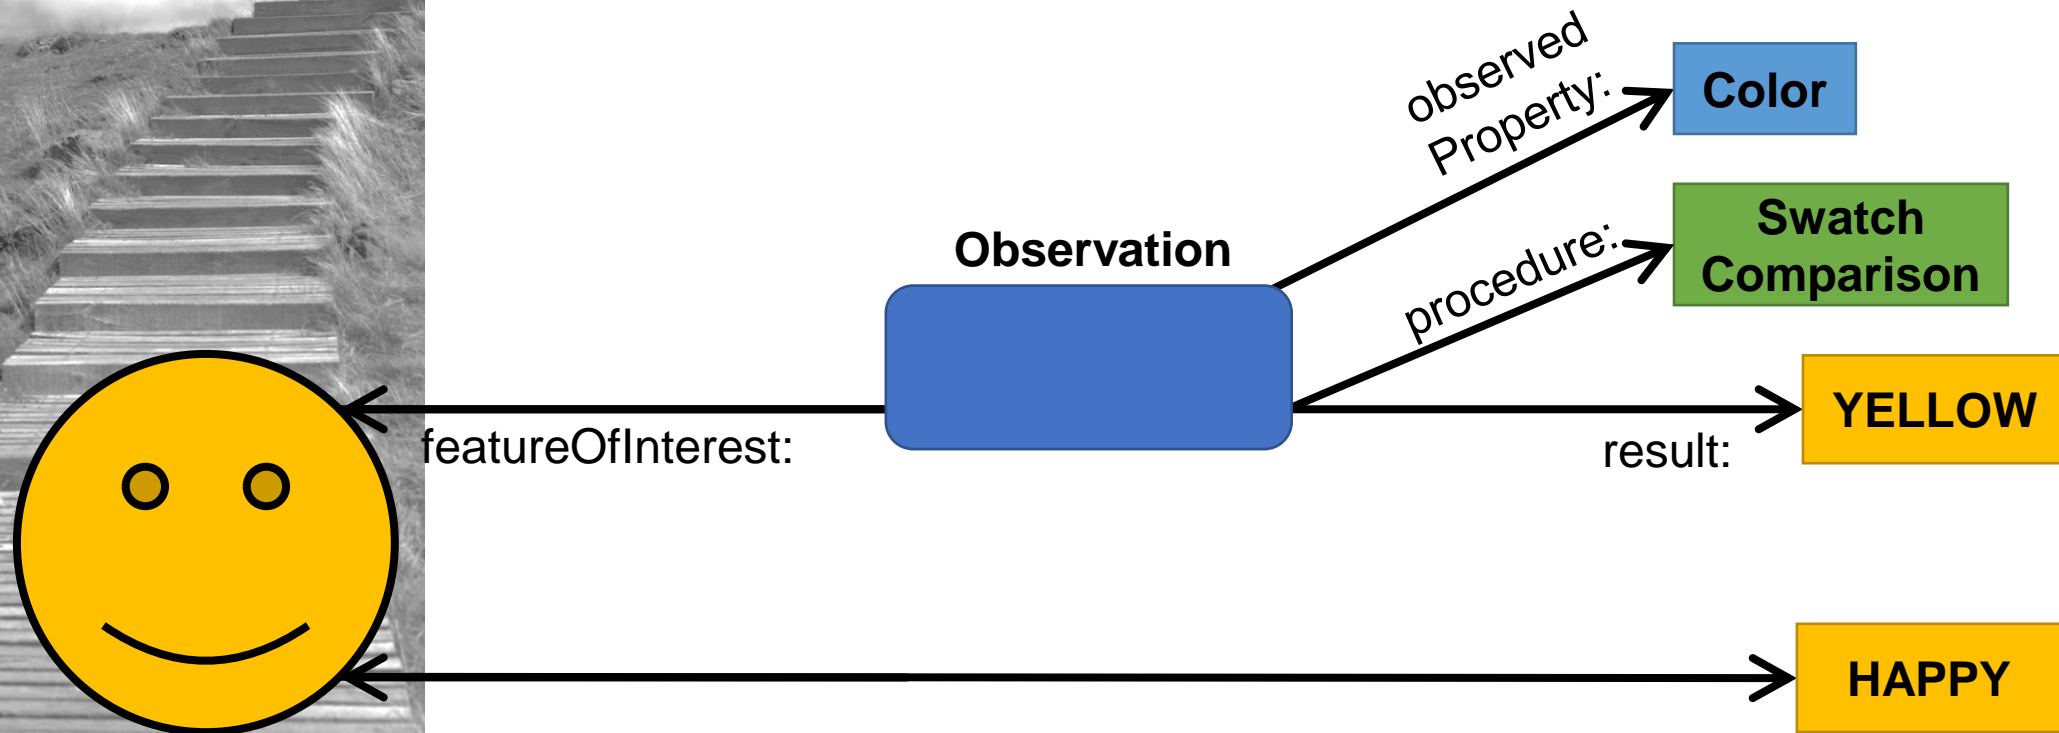 observed
Property:
Color
Swatch
Comparison
procedure:
Observation
YELLOW
featureOfInterest:
result:
HAPPY